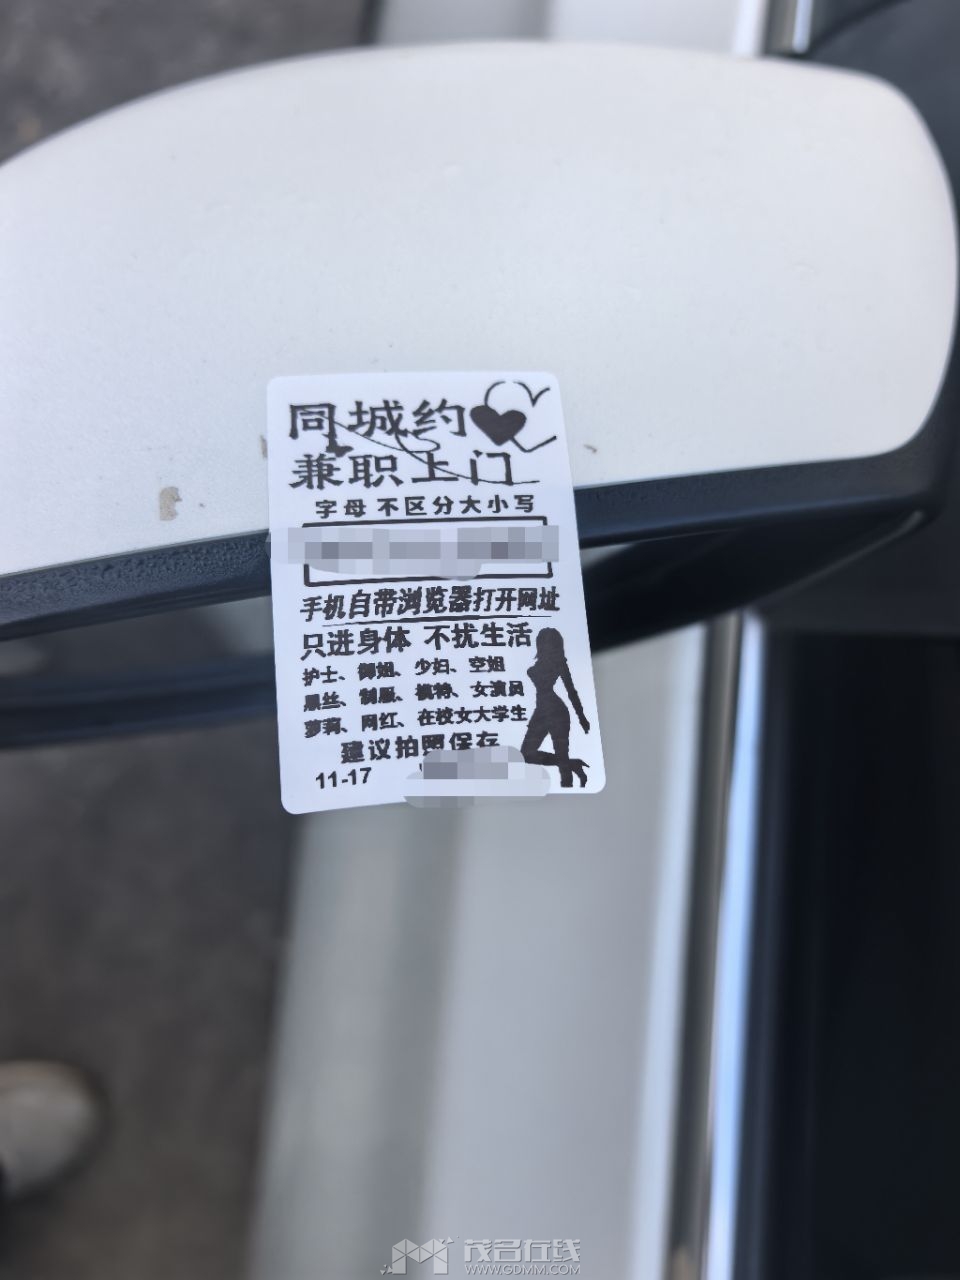 同城约
兼职上门
字母 不区分大小写
手机自带浏览器打开网址
只进身体 不扰生活
护士、御姐、少妇、空姐
黑丝、制服、模特、女演员
萝莉、网红、在校女大学生
建议拍照保存
11-17
茂名在线
WWW.GDMM.COM